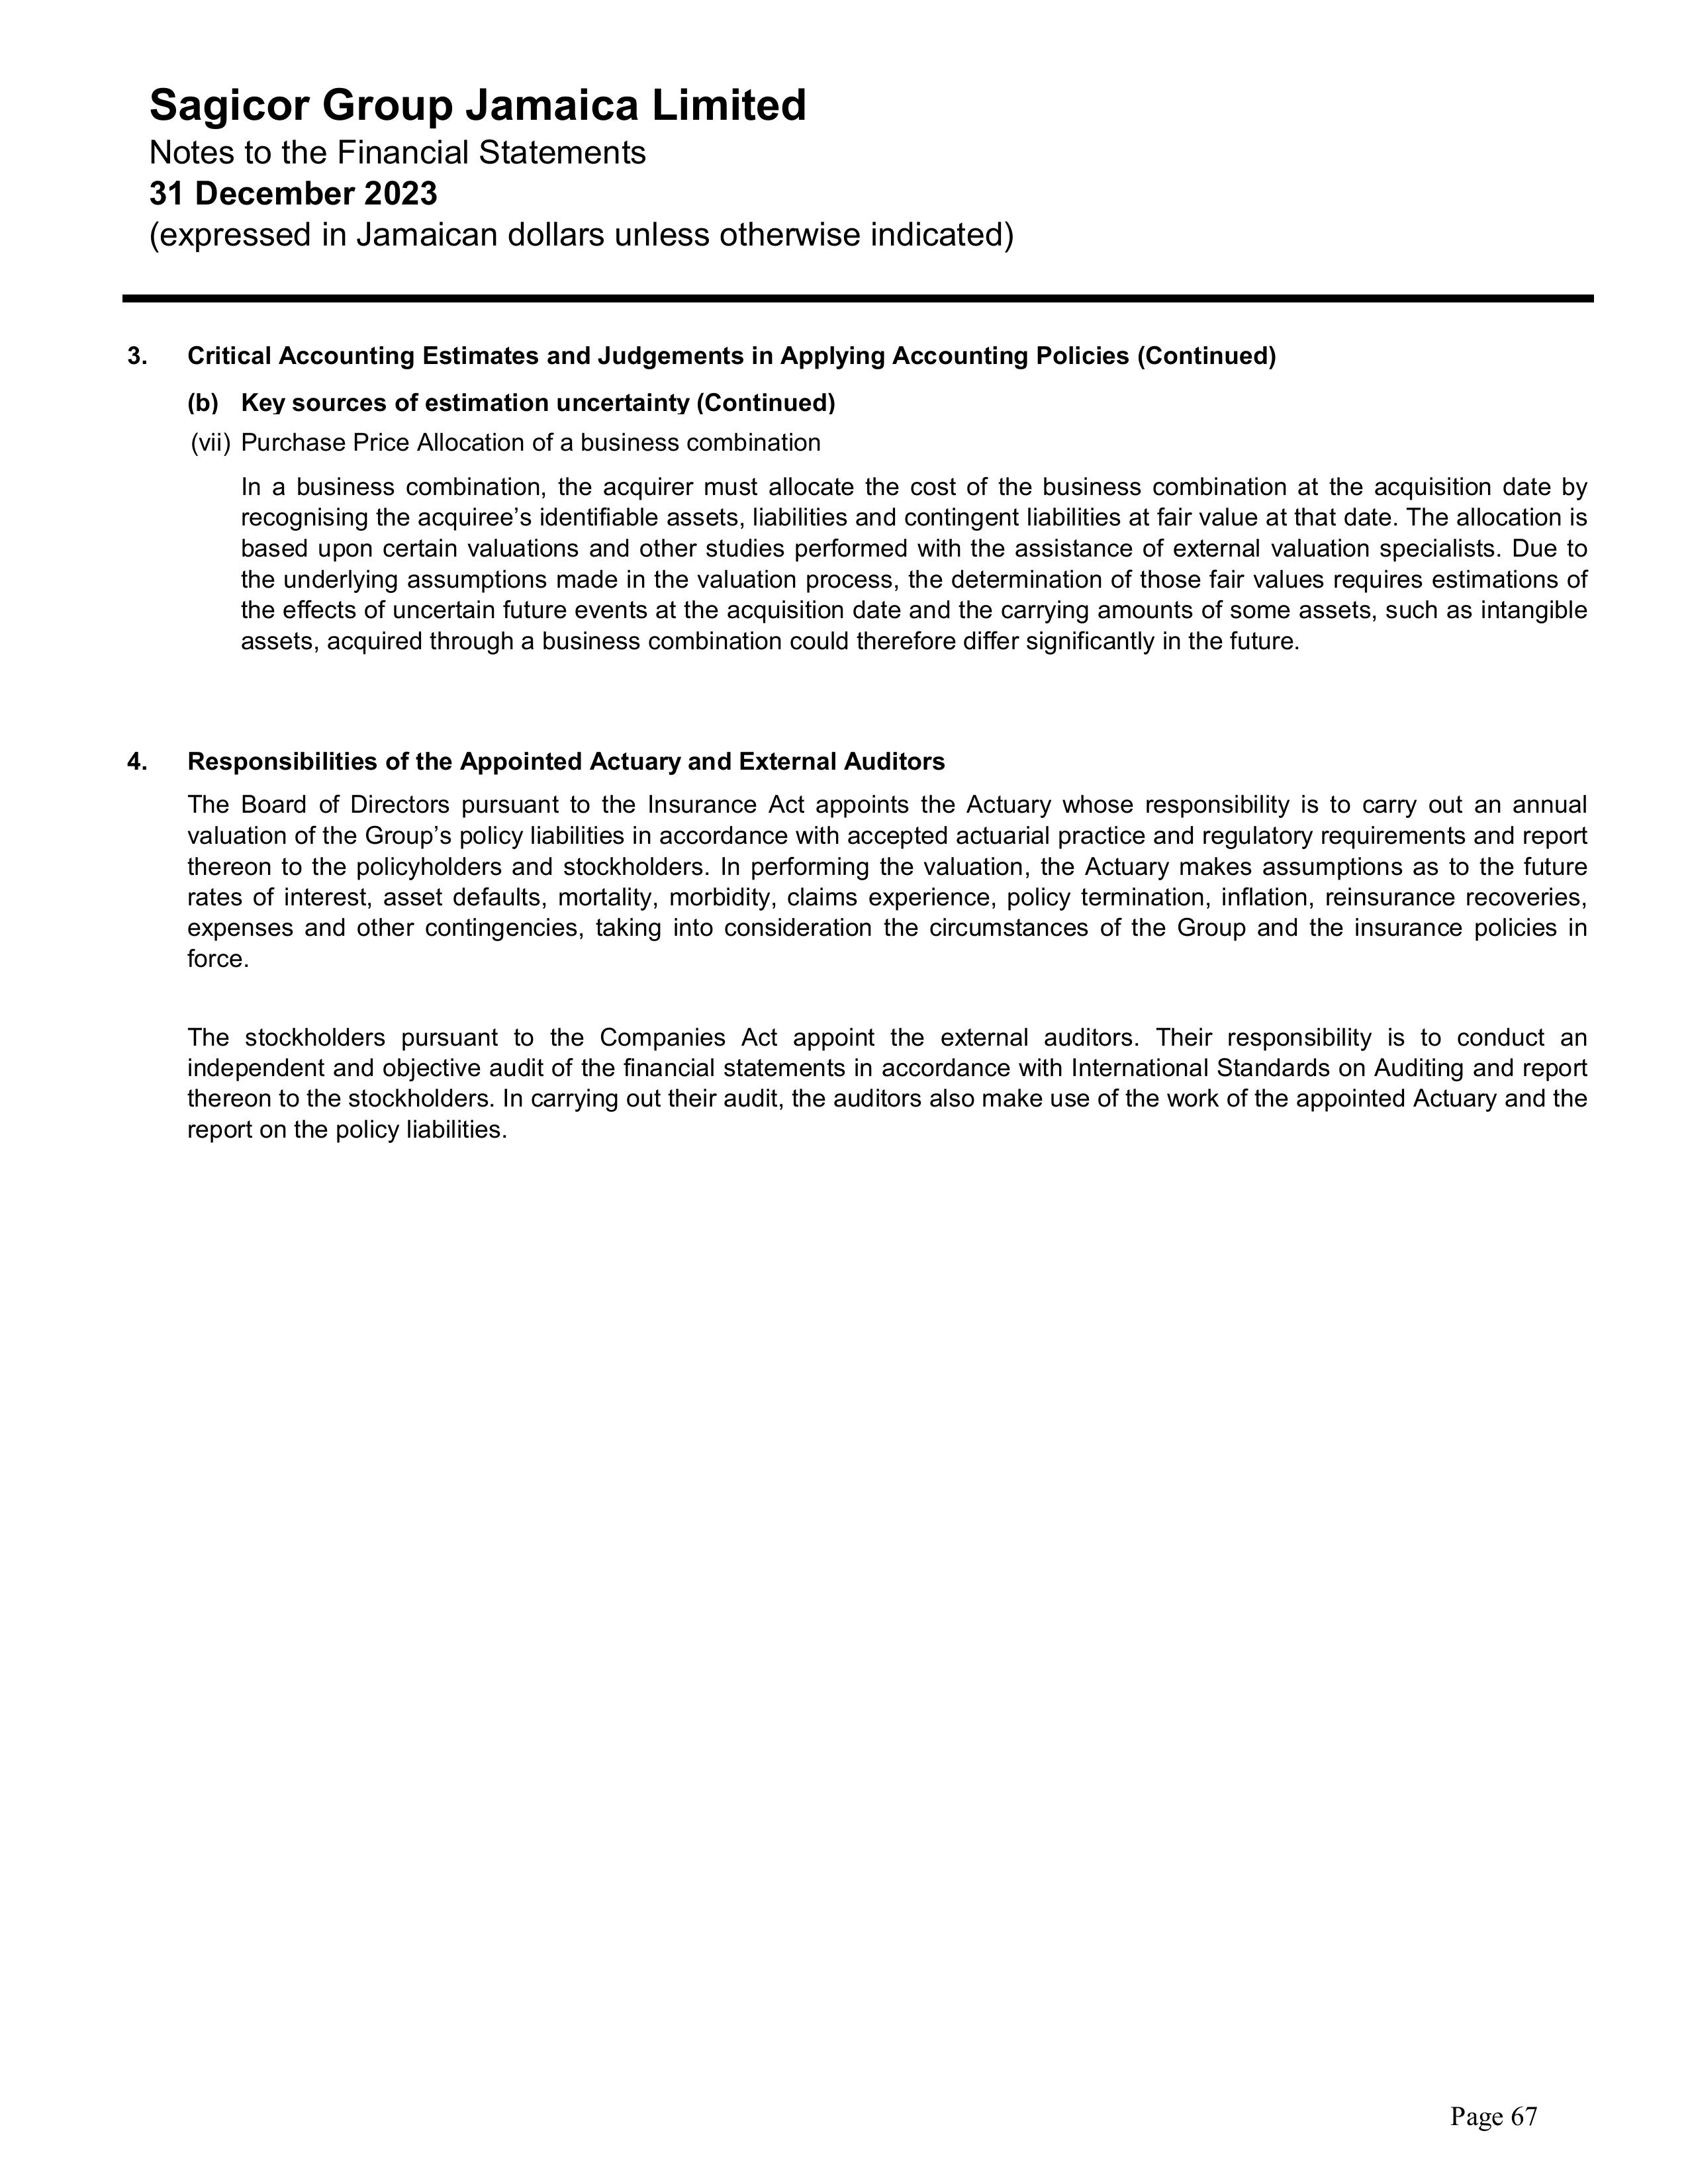 Sagicor Group Jamaica Limited
Notes to the Financial Statements
31 December 2023
(expressed in Jamaican dollars unless otherwise indicated)
3. Critical Accounting Estimates and Judgements in Applying Accounting Policies (Continued)
(b) Key sources of estimation uncertainty (Continued)
(vii) Purchase Price Allocation of a business combination
In a business combination, the acquirer must allocate the cost of the business combination at the acquisition date by
recognising the acquiree’s identifiable assets, liabilities and contingent liabilities at fair value at that date. The allocation is
based upon certain valuations and other studies performed with the assistance of external valuation specialists. Due to
the underlying assumptions made in the valuation process, the determination of those fair values requires estimations of
the effects of uncertain future events at the acquisition date and the carrying amounts of some assets, such as intangible
assets, acquired through a business combination could therefore differ significantly in the future.
4. Responsibilities of the Appointed Actuary and External Auditors
The Board of Directors pursuant to the Insurance Act appoints the Actuary whose responsibility is to carry out an annual
valuation of the Group’s policy liabilities in accordance with accepted actuarial practice and regulatory requirements and report
thereon to the policyholders and stockholders. In performing the valuation, the Actuary makes assumptions as to the future
rates of interest, asset defaults, mortality, morbidity, claims experience, policy termination, inflation, reinsurance recoveries,
expenses and other contingencies, taking into consideration the circumstances of the Group and the insurance policies in
force.
The stockholders pursuant to the Companies Act appoint the external auditors. Their responsibility is to conduct an
independent and objective audit of the financial statements in accordance with International Standards on Auditing and report
thereon to the stockholders. In carrying out their audit, the auditors also make use of the work of the appointed Actuary and the
report on the policy liabilities.
Page 67